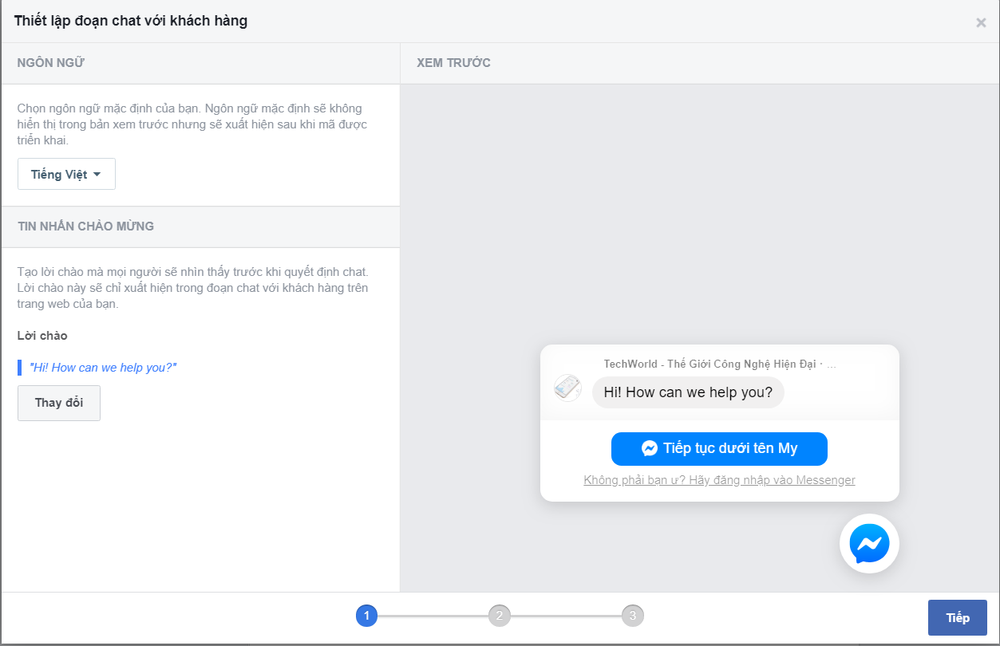 Thiết lập đoạn chat với khách hàng
×
NGÔN NGỮ
Chọn ngôn ngữ mặc định của bạn. Ngôn ngữ mặc định sẽ không
hiển thị trong bản xem trước nhưng sẽ xuất hiện sau khi mã được
triển khai.
Tiếng Việt
TIN NHẮN CHÀO MỪNG
Tạo lời chào mà mọi người sẽ nhìn thấy trước khi quyết định chat.
Lời chào này sẽ chỉ xuất hiện trong đoạn chat với khách hàng trên
trang web của bạn.
Lời chào
"Hi! How can we help you?"
Thay đổi
XEM TRƯỚC
TechWorld - Thế Giới Công Nghệ Hiện Đại · ...
Hi! How can we help you?
Tiếp tục dưới tên My
Không phải bạn ư? Hãy đăng nhập vào Messenger
1 2 3
Tiếp